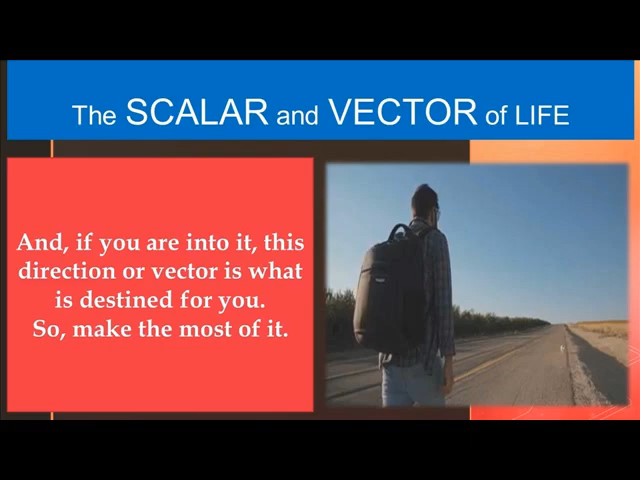 The SCALAR and VECTOR of LIFE
And, if you are into it, this
direction or vector is what
is destined for you.
So, make the most of it.